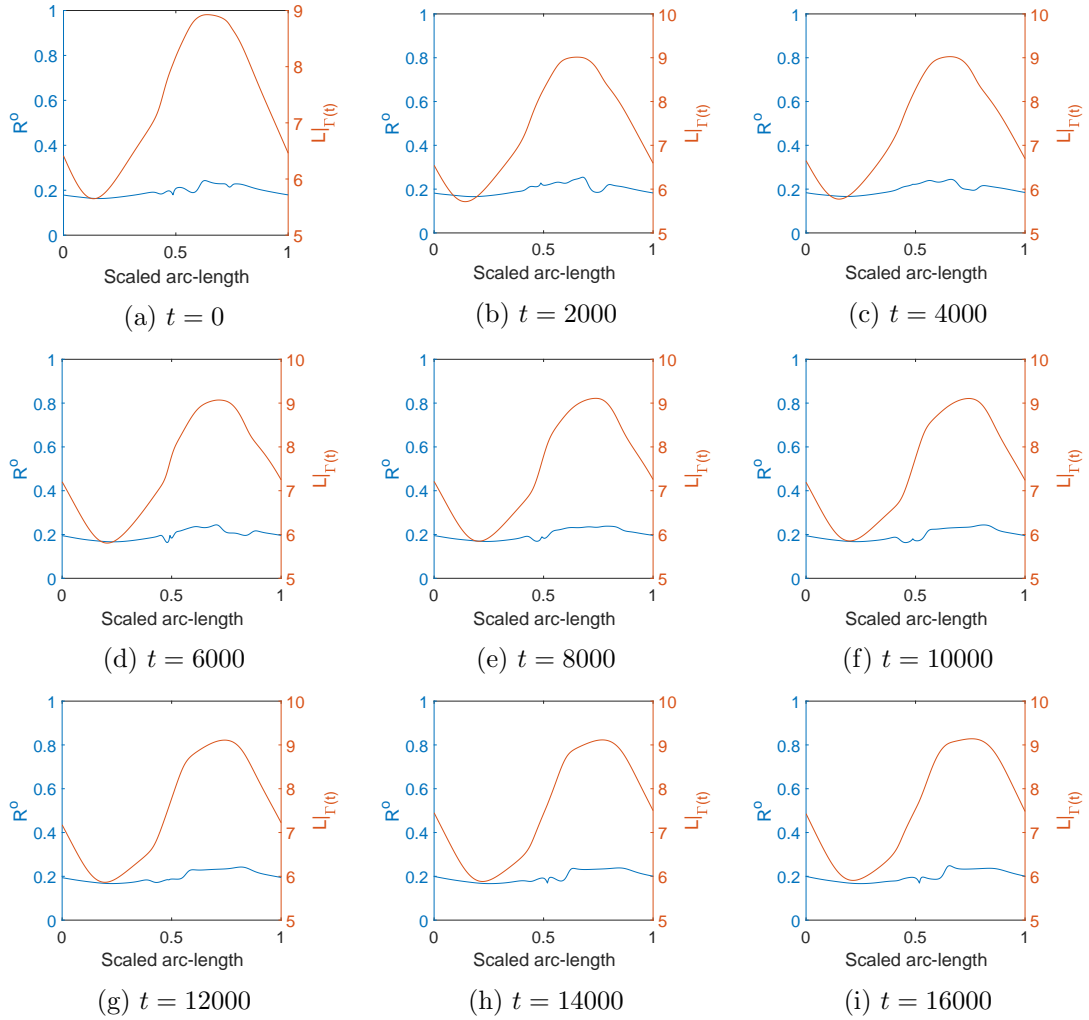 1
0.8
0.6
0.4
0.2
0
R°
9
8
7
6
5
L|Γ(t)
0 0.5 1
Scaled arc-length
(a) t = 0
1
0.8
0.6
0.4
0.2
0
R°
10
9
8
7
6
5
L|Γ(t)
0 0.5 1
Scaled arc-length
(b) t = 2000
1
0.8
0.6
0.4
0.2
0
R°
10
9
8
7
6
5
L|Γ(t)
0 0.5 1
Scaled arc-length
(c) t = 4000
1
0.8
0.6
0.4
0.2
0
R°
10
9
8
7
6
5
L|Γ(t)
0 0.5 1
Scaled arc-length
(d) t = 6000
1
0.8
0.6
0.4
0.2
0
R°
10
9
8
7
6
5
L|Γ(t)
0 0.5 1
Scaled arc-length
(e) t = 8000
1
0.8
0.6
0.4
0.2
0
R°
10
9
8
7
6
5
L|Γ(t)
0 0.5 1
Scaled arc-length
(f) t = 10000
1
0.8
0.6
0.4
0.2
0
R°
10
9
8
7
6
5
L|Γ(t)
0 0.5 1
Scaled arc-length
(g) t = 12000
1
0.8
0.6
0.4
0.2
0
R°
10
9
8
7
6
5
L|Γ(t)
0 0.5 1
Scaled arc-length
(h) t = 14000
1
0.8
0.6
0.4
0.2
0
R°
10
9
8
7
6
5
L|Γ(t)
0 0.5 1
Scaled arc-length
(i) t = 16000